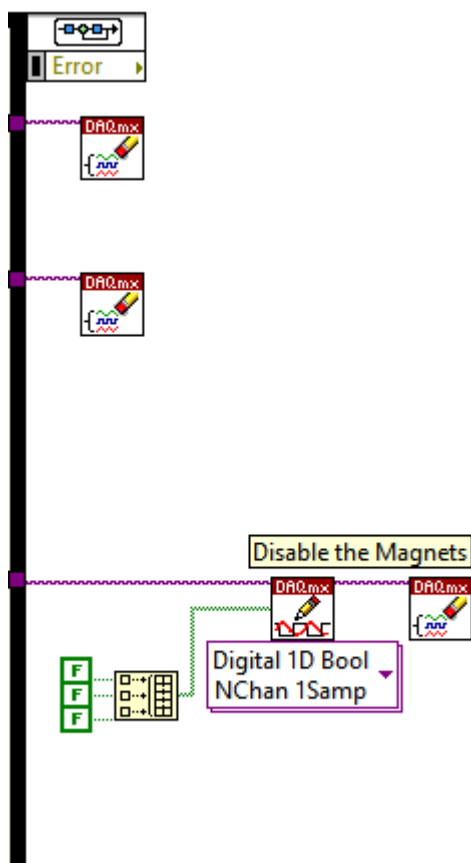 Error
DAQmx
DAQmx
Disable the Magnets
DAQmx
DAQmx
Digital 1D Bool
NChan 1Samp
F
F
F